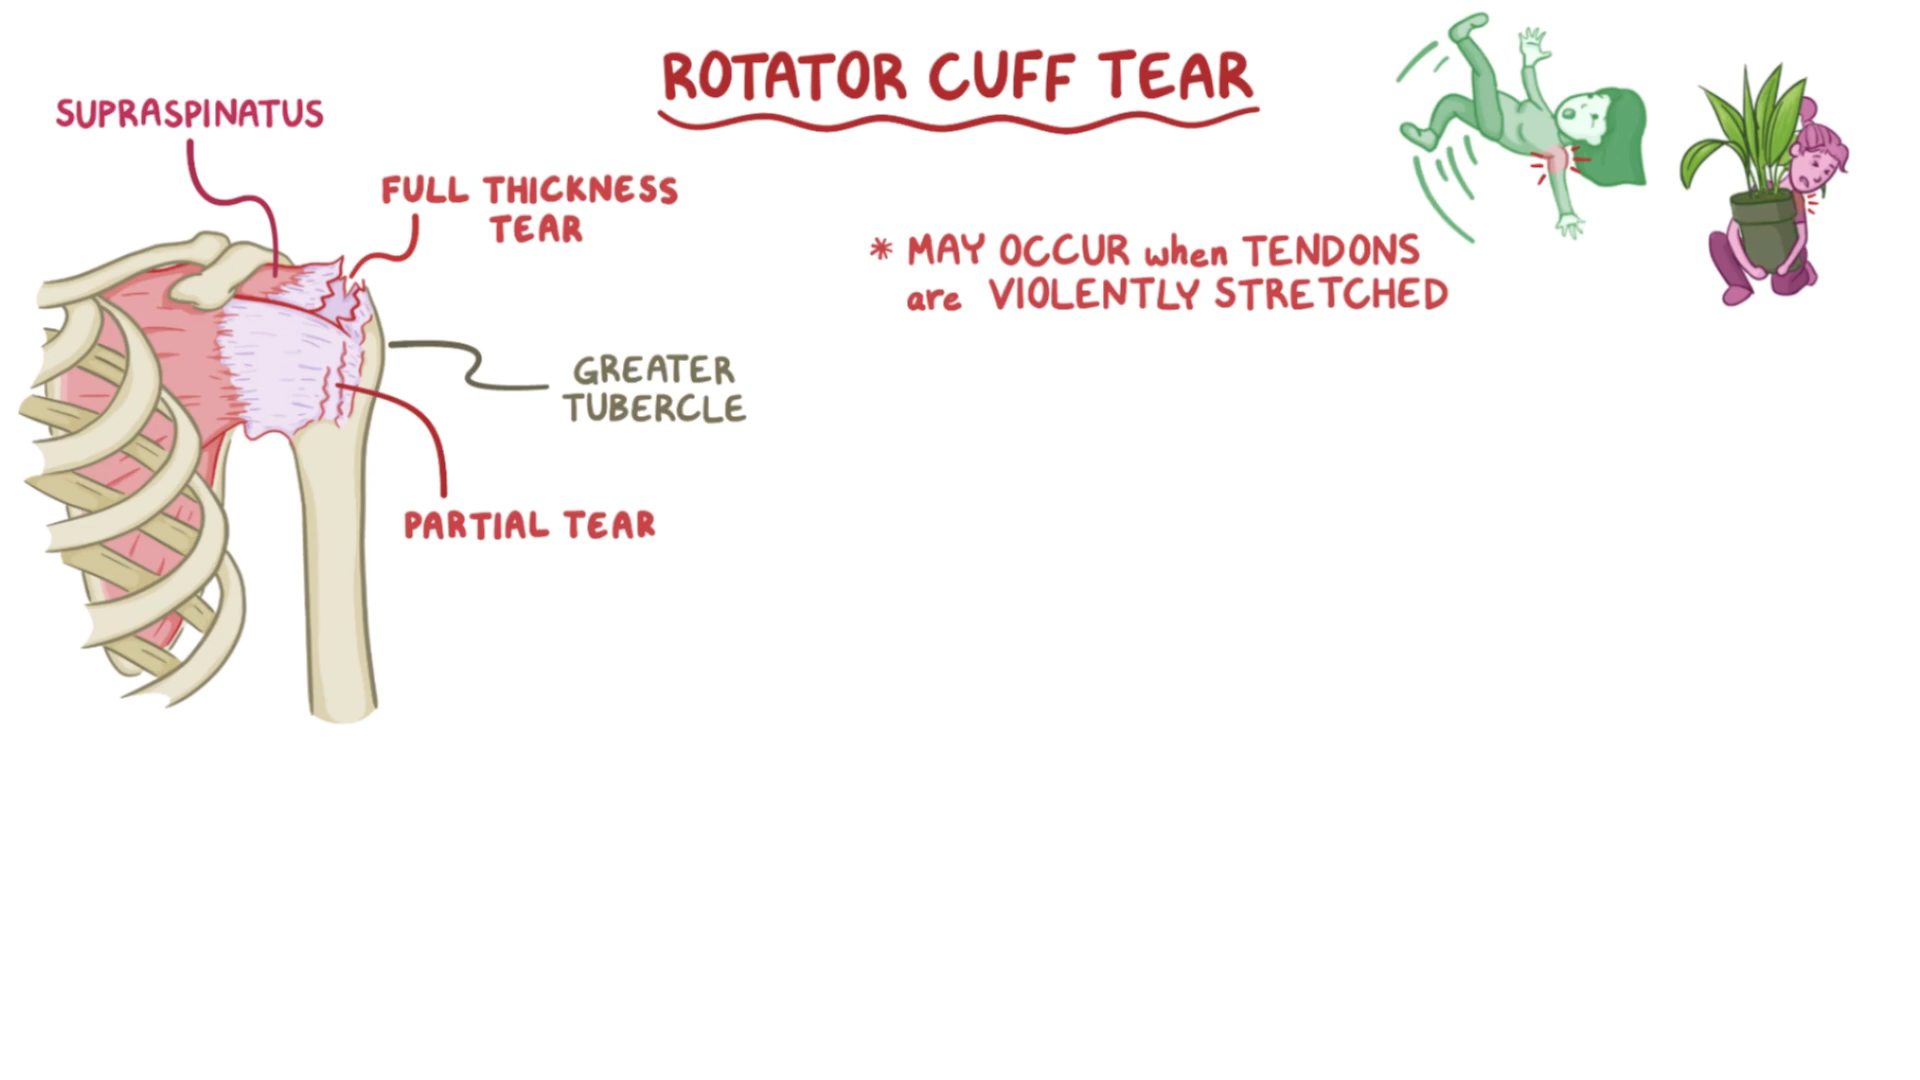 ROTATOR CUFF TEAR
SUPRASPINATUS
FULL THICKNESS
TEAR
* MAY OCCUR when TENDONS
are VIOLENTLY STRETCHED
GREATER
TUBERCLE
PARTIAL TEAR